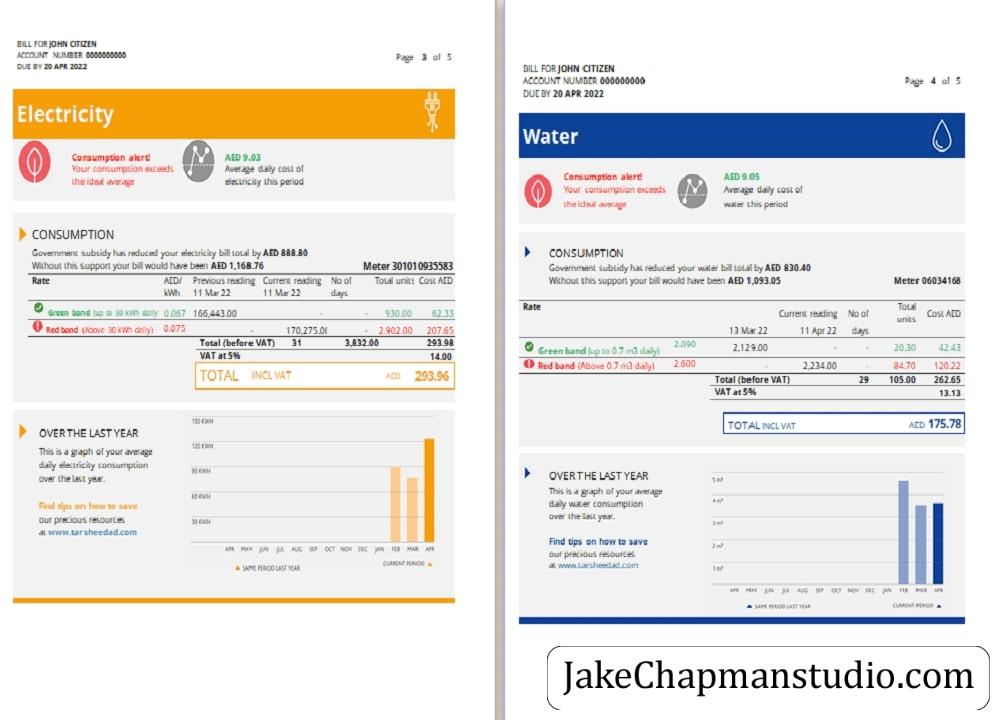 BILL FOR JOHN CITIZEN
ACCOUNT NUMBER 0000000000
DUE BY 20 APR 2022
Page 3 of 5
Electricity
Consumption alert!
Your consumption exceeds
the ideal average
AED 9.03
Average daily cost of
electricity this period
CONSUMPTION
Government subsidy has reduced your electricity bill total by AED 888.80
Without this support your bill would have been AED 1,168.76
Meter 301010935583
Rate AED/ Previous reading Current reading No of Total units Cost AED
kWh 11 Mar 22 11 Mar 22 days
Green band (up to 30 kWh daily) 0.067 166,443.00 - - 930.00 62.33
Red band (Above 30 kWh daily) 0.075 - 170,275.00 - 2.902.00 207.65
Total (before VAT) 31 3,832.00 293.98
VAT at 5% 14.00
TOTAL INCL VAT AED 293.96
OVER THE LAST YEAR
This is a graph of your average
daily electricity consumption
over the last year.
Find tips on how to save
our precious resources
at www.tarsheedad.com
150 KWH
120 KWH
90 KWH
60 KWH
30 KWH
APR MAY JUN JUL AUG SEP OCT NOV DEC JAN FEB MAR APR
SAME PERIOD LAST YEAR
CURRENT PERIOD
BILL FOR JOHN CITIZEN
ACCOUNT NUMBER 000000000
DUE BY 20 APR 2022
Page 4 of 5
Water
Consumption alert!
Your consumption exceeds
the ideal average
AED 9.05
Average daily cost of
water this period
CONSUMPTION
Government subsidy has reduced your water bill total by AED 830.40
Without this support your bill would have been AED 1,093.05
Meter 06034168
Rate Current reading No of Total units Cost AED
13 Mar 22 11 Apr 22 days
Green band (up to 0.7 m3 daily) 2.090 2,129.00 - - 20.30 42.43
Red band (Above 0.7 m3 daily) 2.600 - 2,234.00 - 84.70 120.22
Total (before VAT) 29 105.00 262.65
VAT at 5% 13.13
TOTAL INCL VAT AED 175.78
OVER THE LAST YEAR
This is a graph of your average
daily water consumption
over the last year.
Find tips on how to save
our precious resources
at www.tarsheedad.com
5 m³
4 m³
3 m³
2 m³
1 m³
APR MAY JUN JUL AUG SEP OCT NOV DEC JAN FEB MAR APR
SAME PERIOD LAST YEAR
CURRENT PERIOD
JakeChapmanstudio.com